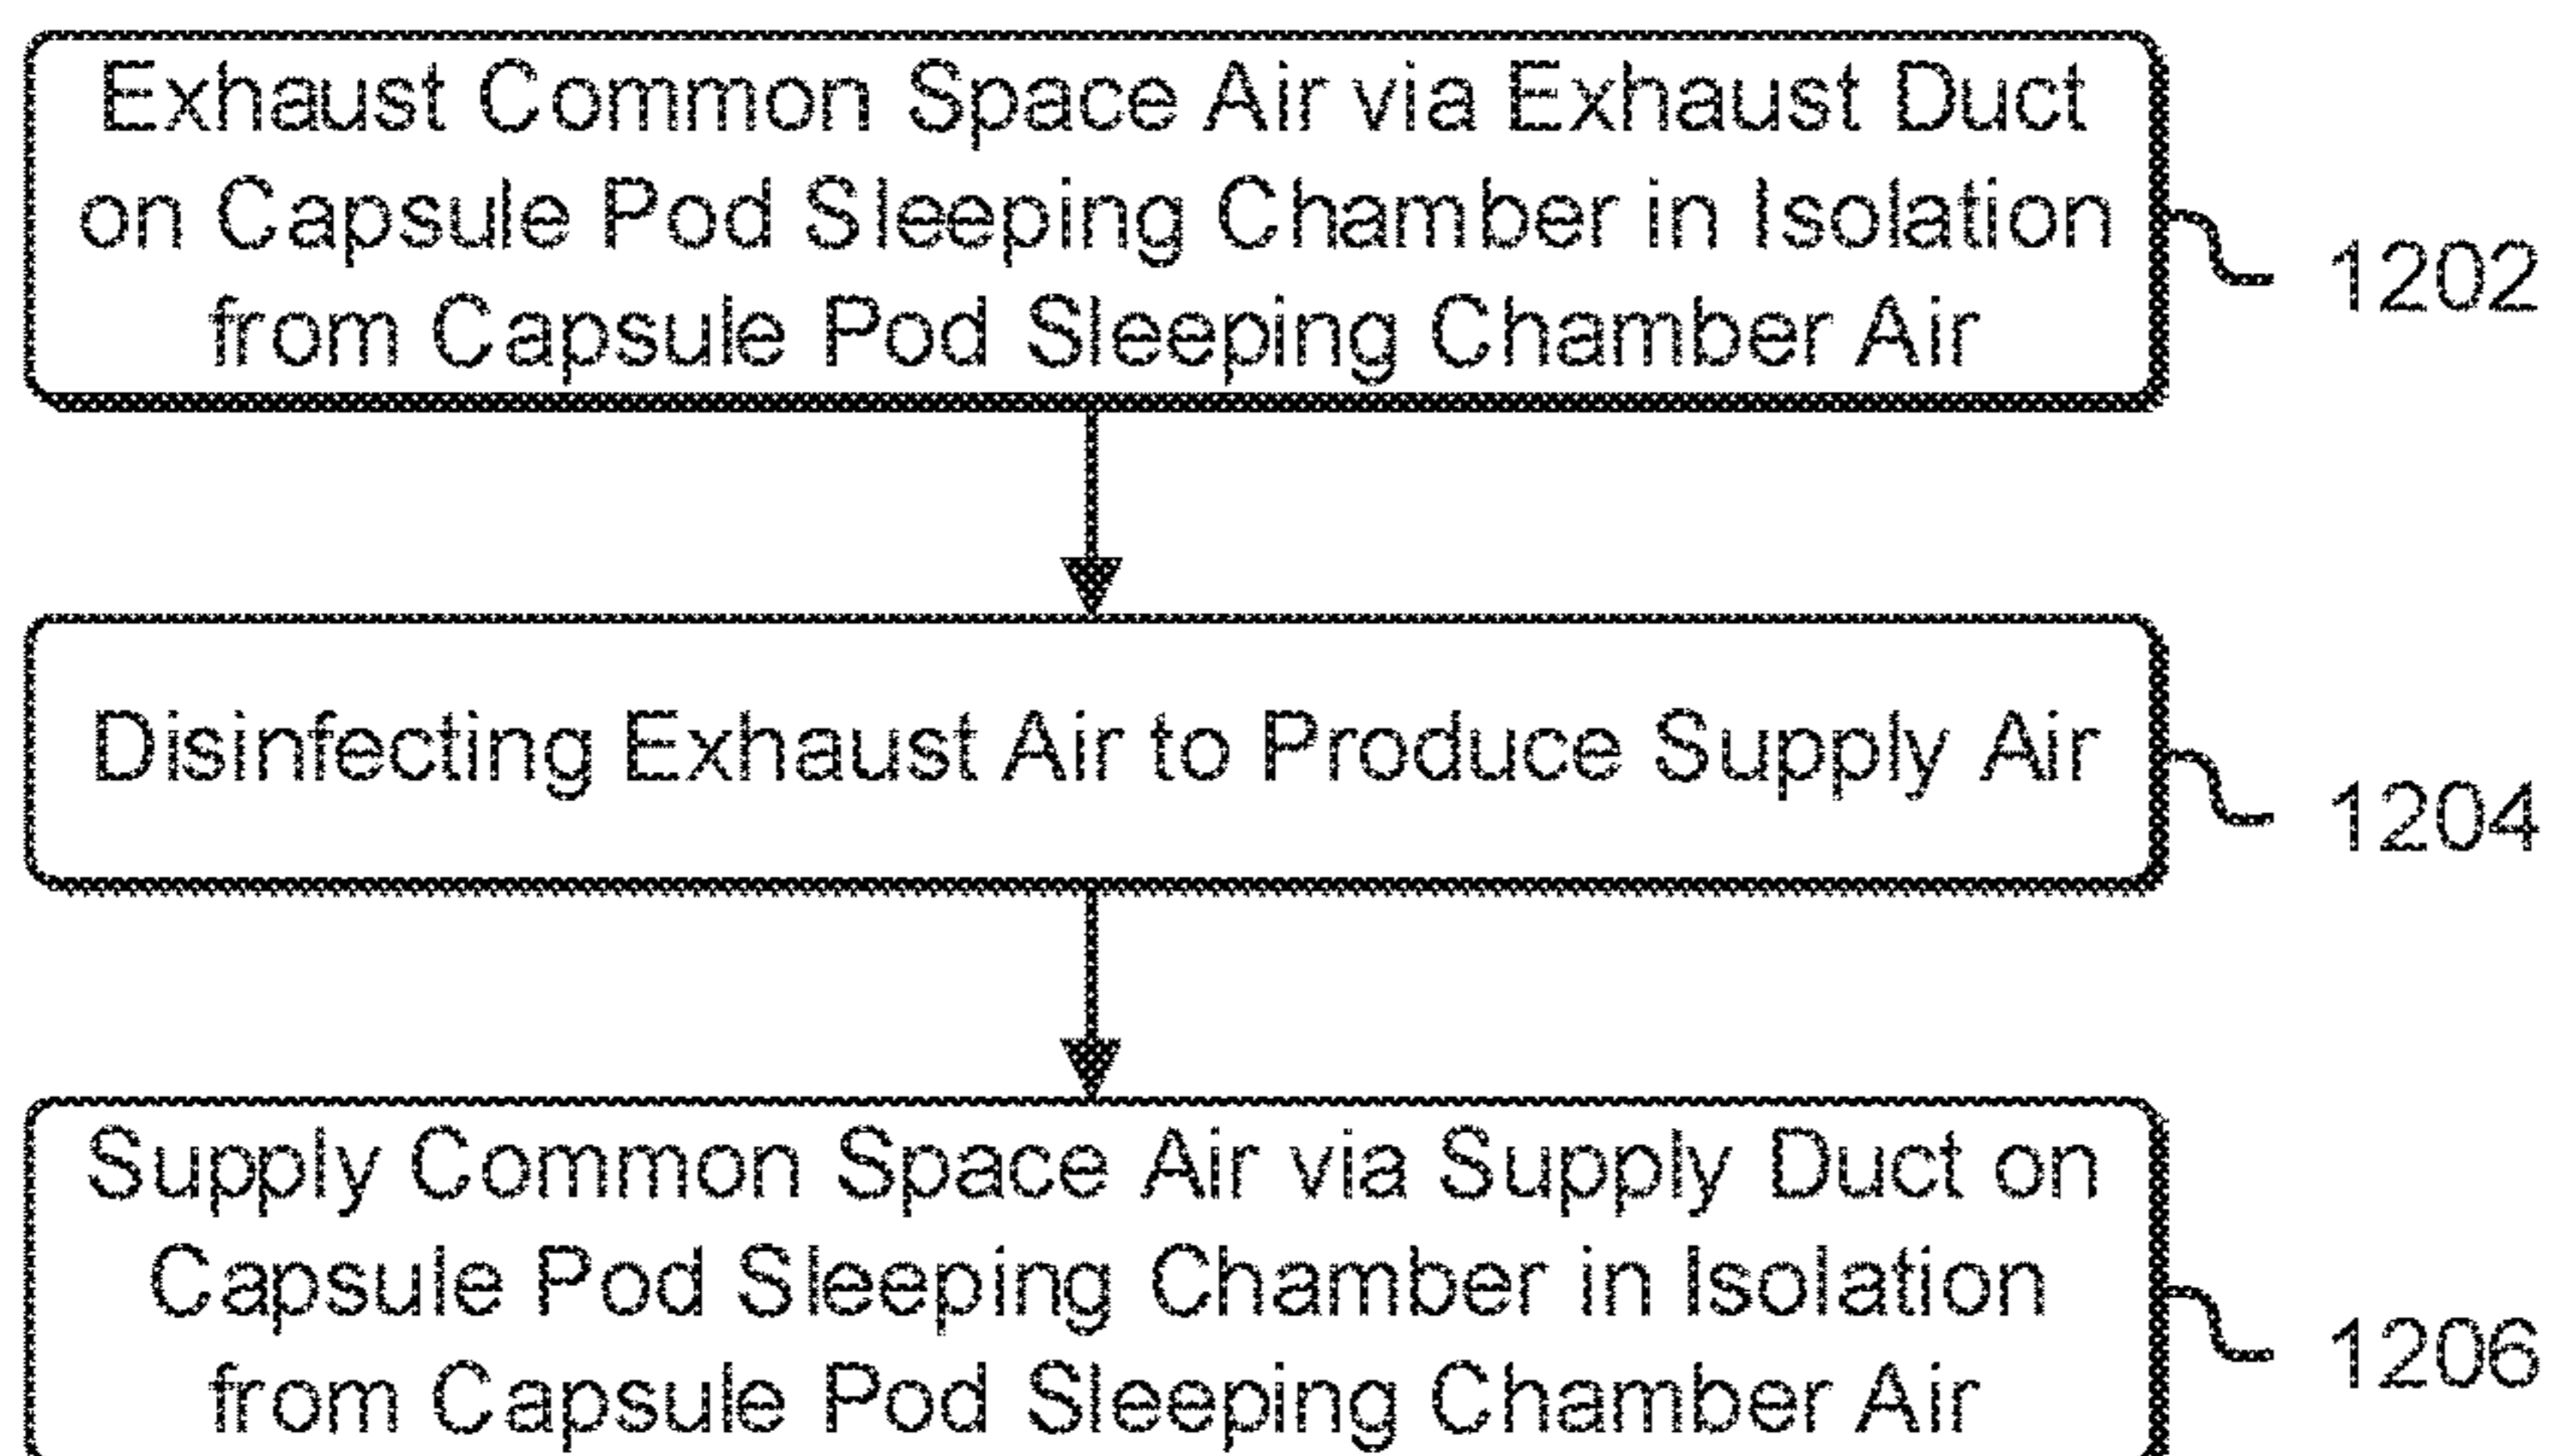 Exhaust Common Space Air via Exhaust Duct
on Capsule Pod Sleeping Chamber in Isolation
from Capsule Pod Sleeping Chamber Air
1202
Disinfecting Exhaust Air to Produce Supply Air
1204
Supply Common Space Air via Supply Duct on
Capsule Pod Sleeping Chamber in Isolation
from Capsule Pod Sleeping Chamber Air
1206